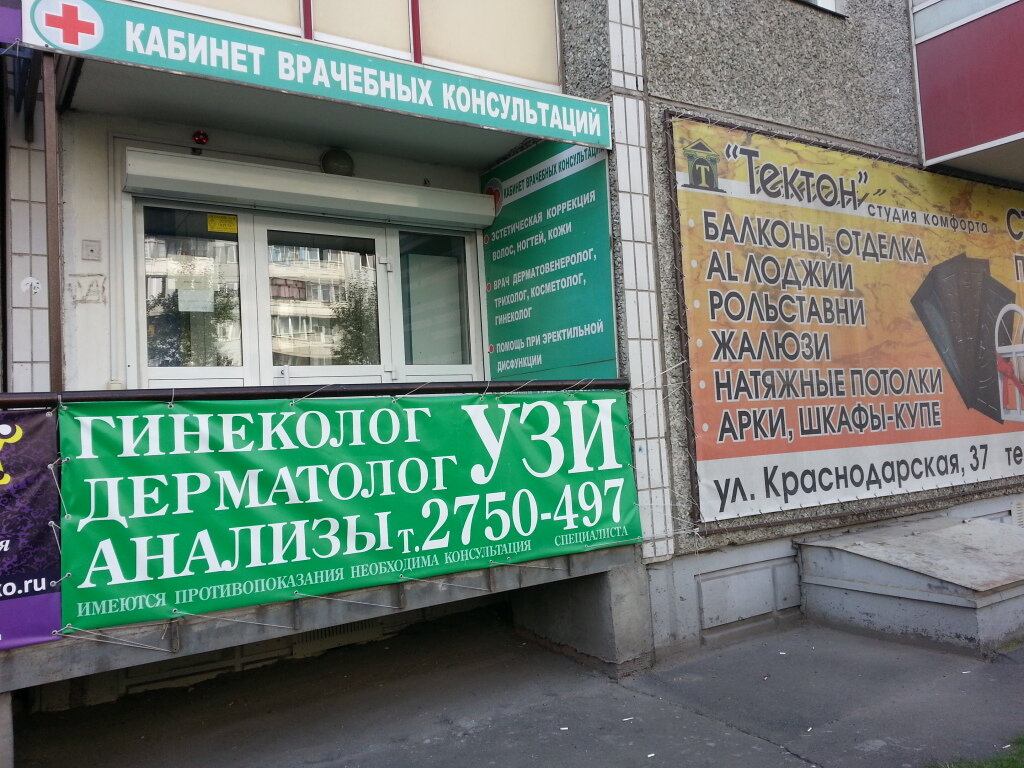 КАБИНЕТ ВРАЧЕБНЫХ КОНСУЛЬТАЦИЙ
КАБИНЕТ ВРАЧЕБНЫХ
ЭСТЕТИЧЕСКАЯ КОРРЕКЦИЯ
ВОЛОС, НОГТЕЙ, КОЖИ
ВРАЧ ДЕРМАТОВЕНЕРОЛОГ,
ТРИХОЛОГ, КОСМЕТОЛОГ,
ГИНЕКОЛОГ
ПОМОЩЬ ПРИ ЭРЕКТИЛЬНОЙ
ДИСФУНКЦИИ
ГИНЕКОЛОГ УЗИ
ДЕРМАТОЛОГ
АНАЛИЗЫ т.2750-497
ИМЕЮТСЯ ПРОТИВОПОКАЗАНИЯ НЕОБХОДИМА КОНСУЛЬТАЦИЯ СПЕЦИАЛИСТА
Т
"Тектон"
студия комфорта
БАЛКОНЫ, ОТДЕЛКА
AL ЛОДЖИИ
РОЛЬСТАВНИ
ЖАЛЮЗИ
НАТЯЖНЫЕ ПОТОЛКИ
АРКИ, ШКАФЫ-КУПЕ
ул. Краснодарская, 37 те
.ru